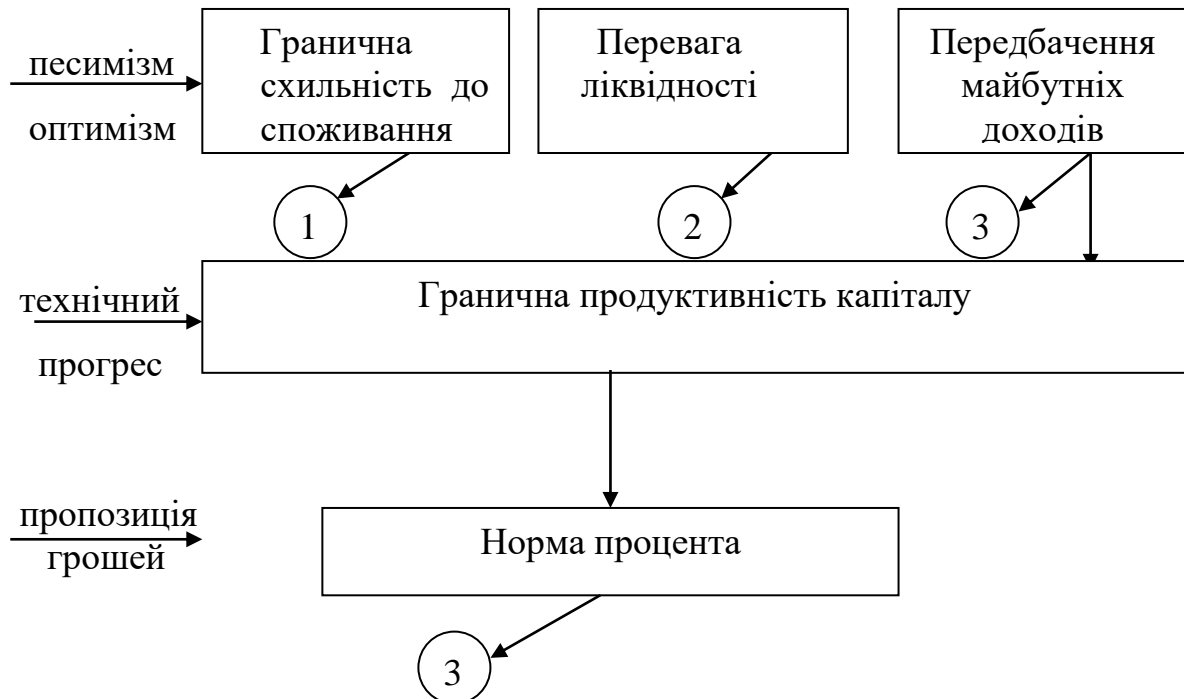 песимізм
оптимізм
Гранична
схильність до
споживання
Перевага
ліквідності
Передбачення
майбутніх
доходів
1
2
3
технічний
прогрес
Гранична продуктивність капіталу
пропозиція
грошей
Норма процента
3